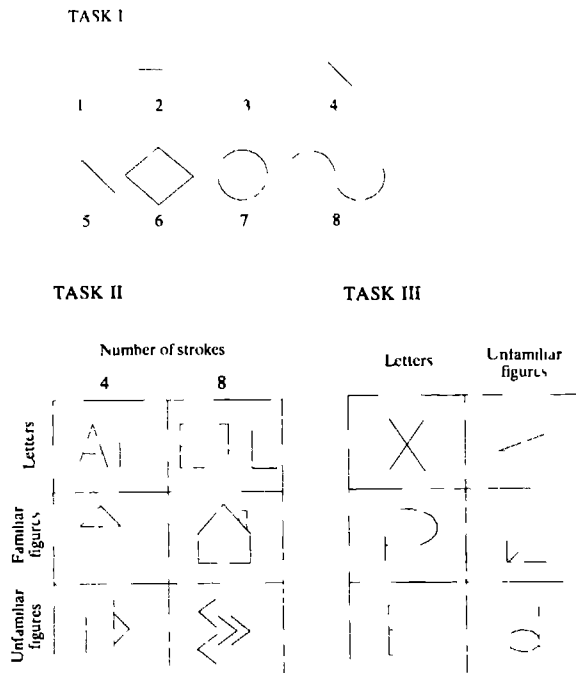 TASK I
1 2 3 4
5 6 7 8
TASK II TASK III
Number of strokes
4 8
Letters Unfamiliar
figures
Letters
Familiar
figures
Unfamiliar
figures